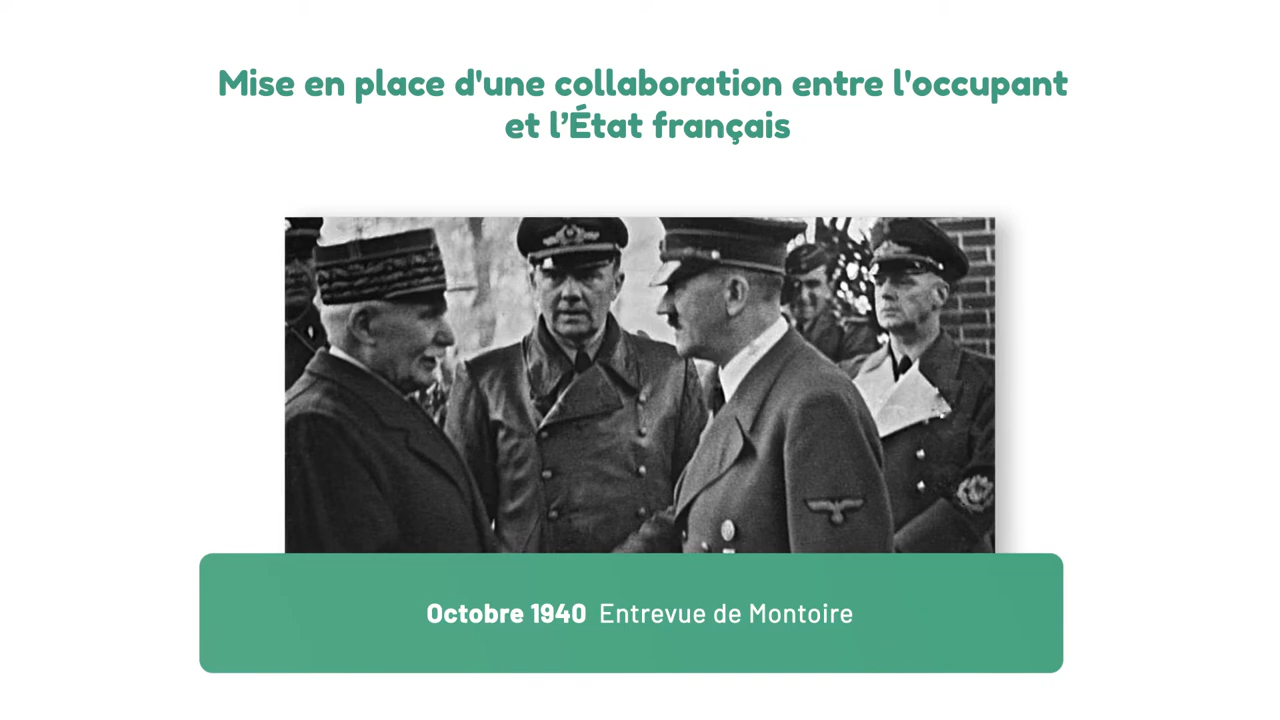 Mise en place d'une collaboration entre l'occupant
et l’État français
Octobre 1940 Entrevue de Montoire